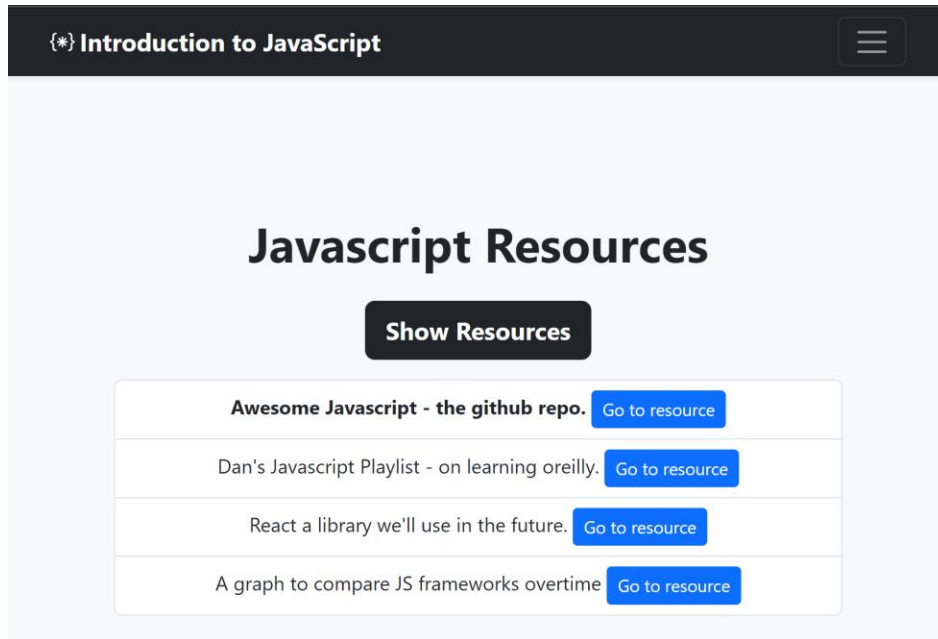 {*} Introduction to JavaScript
Javascript Resources
Show Resources
Awesome Javascript - the github repo. Go to resource
Dan's Javascript Playlist - on learning oreilly. Go to resource
React a library we'll use in the future. Go to resource
A graph to compare JS frameworks overtime Go to resource